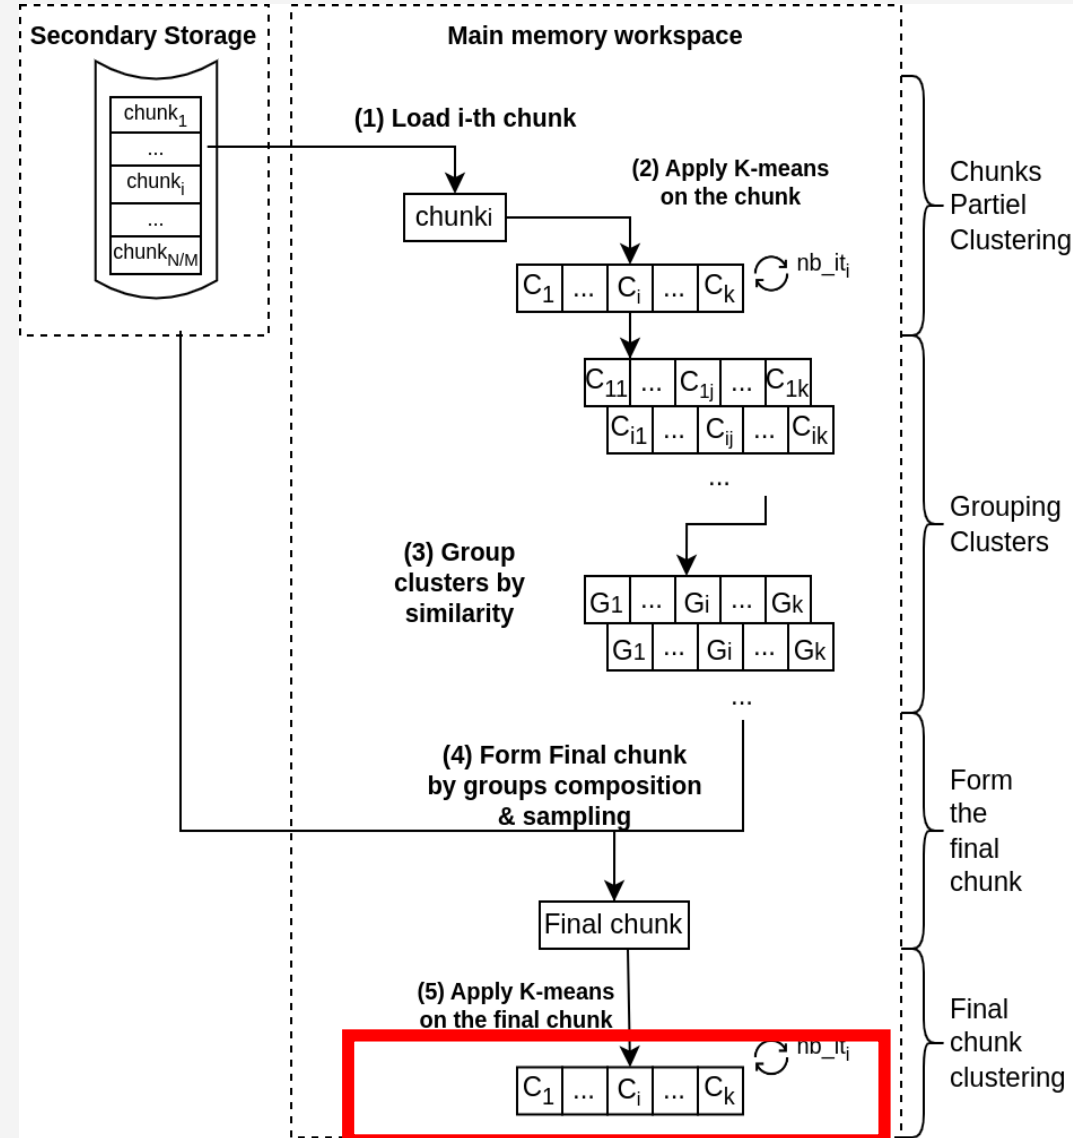 Secondary Storage
Main memory workspace
chunk1
...
chunki
...
chunkN/M
(1) Load i-th chunk
chunki
(2) Apply K-means
on the chunk
C1 ... Ci ... Ck
nb_iti
Chunks
Partiel
Clustering
C11 ... C1j ... C1k
Ci1 ... Cij ... Cik
...
(3) Group
clusters by
similarity
G1 ... Gi ... Gk
G1 ... Gi ... Gk
...
Grouping
Clusters
(4) Form Final chunk
by groups composition
& sampling
Final chunk
Form
the
final
chunk
(5) Apply K-means
on the final chunk
nb_iti
C1 ... Ci ... Ck
Final
chunk
clustering